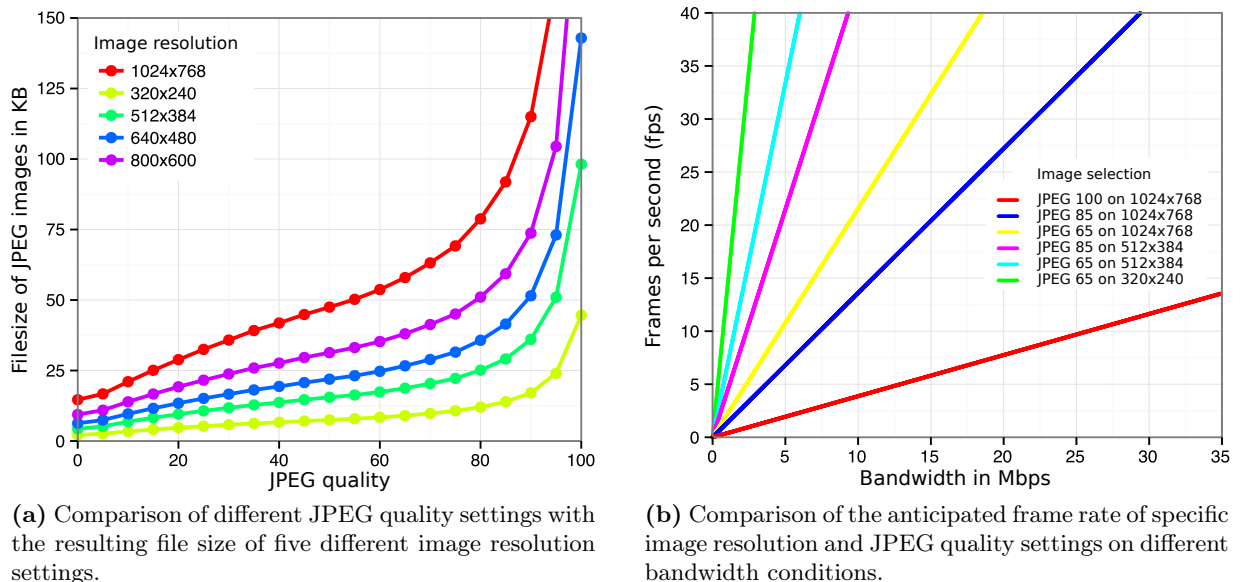 150
125
100
75
50
25
0
Filesize of JPEG images in KB
Image resolution
1024x768
320x240
512x384
640x480
800x600
0 20 40 60 80 100
JPEG quality
(a) Comparison of different JPEG quality settings with
the resulting file size of five different image resolution
settings.
40
35
30
25
20
15
10
5
0
Frames per second (fps)
Image selection
JPEG 100 on 1024x768
JPEG 85 on 1024x768
JPEG 65 on 1024x768
JPEG 85 on 512x384
JPEG 65 on 512x384
JPEG 65 on 320x240
0 5 10 15 20 25 30 35
Bandwidth in Mbps
(b) Comparison of the anticipated frame rate of specific
image resolution and JPEG quality settings on different
bandwidth conditions.